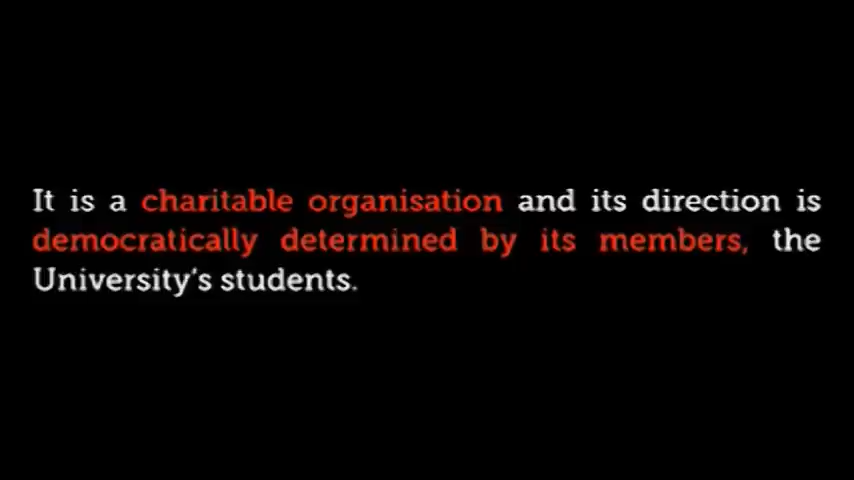 It is a charitable organisation and its direction is
democratically determined by its members, the
University's students.